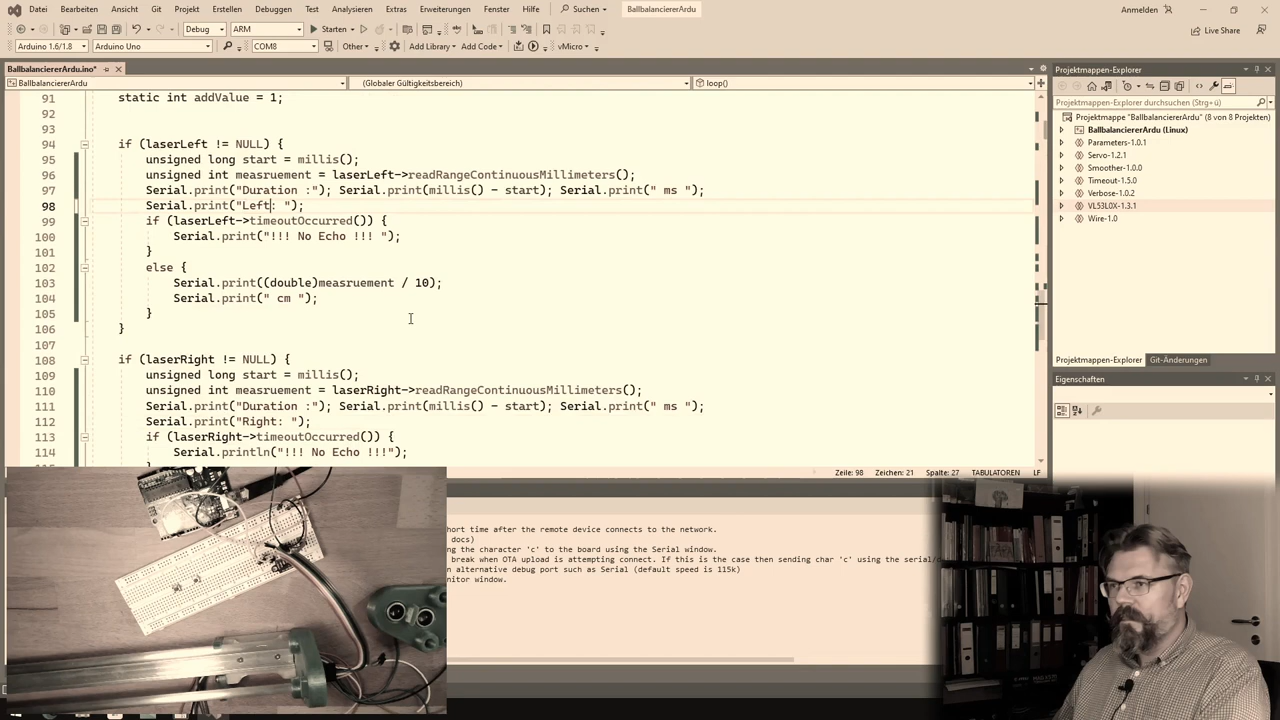 Datei Bearbeiten Ansicht Git Projekt Erstellen Debuggen Test Analysieren Extras Erweiterungen Fenster Hilfe Suchen BallbalanciererArdu Anmelden
Debug ARM Starten Live Share
Arduino 1.6/1.8 Arduino Uno COM8 Other Add Library Add Code vMicro
BallbalanciererArdu.ino*
BallbalanciererArdu (Globaler Gültigkeitsbereich) loop()
91 static int addValue = 1;
92
93
94 if (laserLeft != NULL) {
95 unsigned long start = millis();
96 unsigned int measruement = laserLeft->readRangeContinuousMillimeters();
97 Serial.print("Duration :"); Serial.print(millis() - start); Serial.print(" ms ");
98 Serial.print("Left: ");
99 if (laserLeft->timeoutOccurred()) {
100 Serial.print("!!! No Echo !!! ");
101 }
102 else {
103 Serial.print((double)measruement / 10);
104 Serial.print(" cm ");
105 }
106 }
107
108 if (laserRight != NULL) {
109 unsigned long start = millis();
110 unsigned int measruement = laserRight->readRangeContinuousMillimeters();
111 Serial.print("Duration :"); Serial.print(millis() - start); Serial.print(" ms ");
112 Serial.print("Right: ");
113 if (laserRight->timeoutOccurred()) {
114 Serial.println("!!! No Echo !!!");
Zeile: 98 Zeichen: 21 Spalte: 27 TABULATOREN LF
Projektmappen-Explorer
Projektmappen-Explorer durchsuchen (Strg+ü)
Projektmappe "BallbalanciererArdu" (8 von 8 Projekten)
BallbalanciererArdu (Linux)
Parameters-1.0.1
Servo-1.2.1
Smoother-1.0.0
Timeout-1.5.0
Verbose-1.0.2
VL53L0X-1.3.1
Wire-1.0
Projektmappen-Explorer Git-Änderungen
Eigenschaften
hort time after the remote device connects to the network.
docs)
ng the character 'c' to the board using the Serial window.
break when OTA upload is attempting connect. If this is the case then sending char 'c' using the serial/
n alternative debug port such as Serial (default speed is 115k)
nitor window.